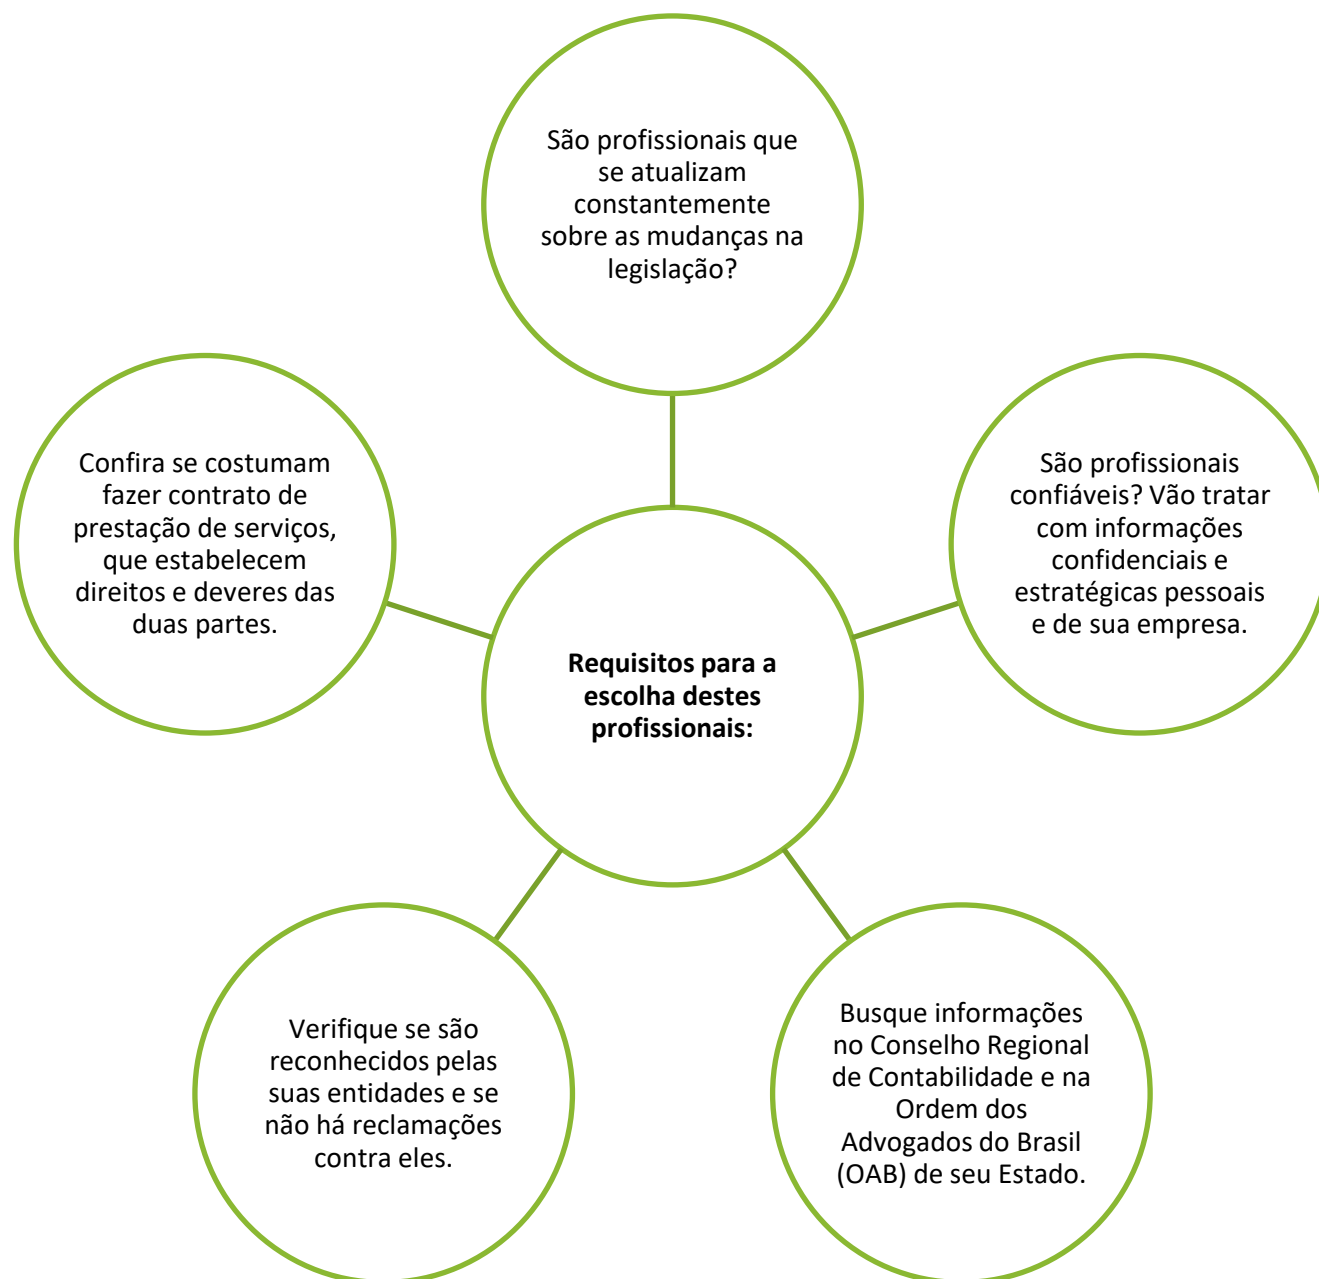 São profissionais que
se atualizam
constantemente
sobre as mudanças na
legislação?
São profissionais
confiáveis? Vão tratar
com informações
confidenciais e
estratégicas pessoais
e de sua empresa.
Busque informações
no Conselho Regional
de Contabilidade e na
Ordem dos
Advogados do Brasil
(OAB) de seu Estado.
Verifique se são
reconhecidos pelas
suas entidades e se
não há reclamações
contra eles.
Confira se costumam
fazer contrato de
prestação de serviços,
que estabelecem
direitos e deveres das
duas partes.
Requisitos para a
escolha destes
profissionais: